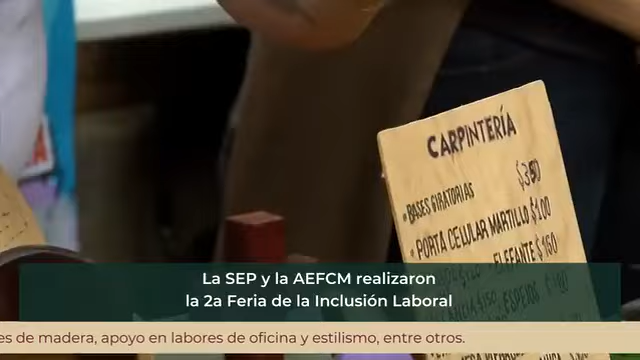 CARPINTERÍA
BASES GIRATORIAS $350
PORTA CELULAR MARTILLO $100
ELEFANTE $160
La SEP y la AEFCM realizaron
la 2a Feria de la Inclusión Laboral
es de madera, apoyo en labores de oficina y estilismo, entre otros.